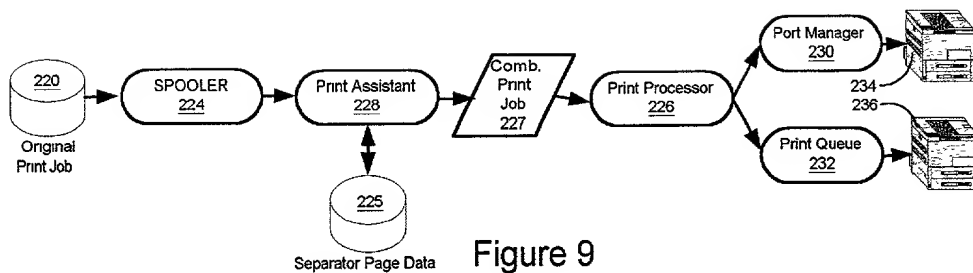 220
Original
Print Job
SPOOLER
224
Print Assistant
228
225
Separator Page Data
Comb.
Print
Job
227
Print Processor
226
Port Manager
230
234
236
Print Queue
232
Figure 9